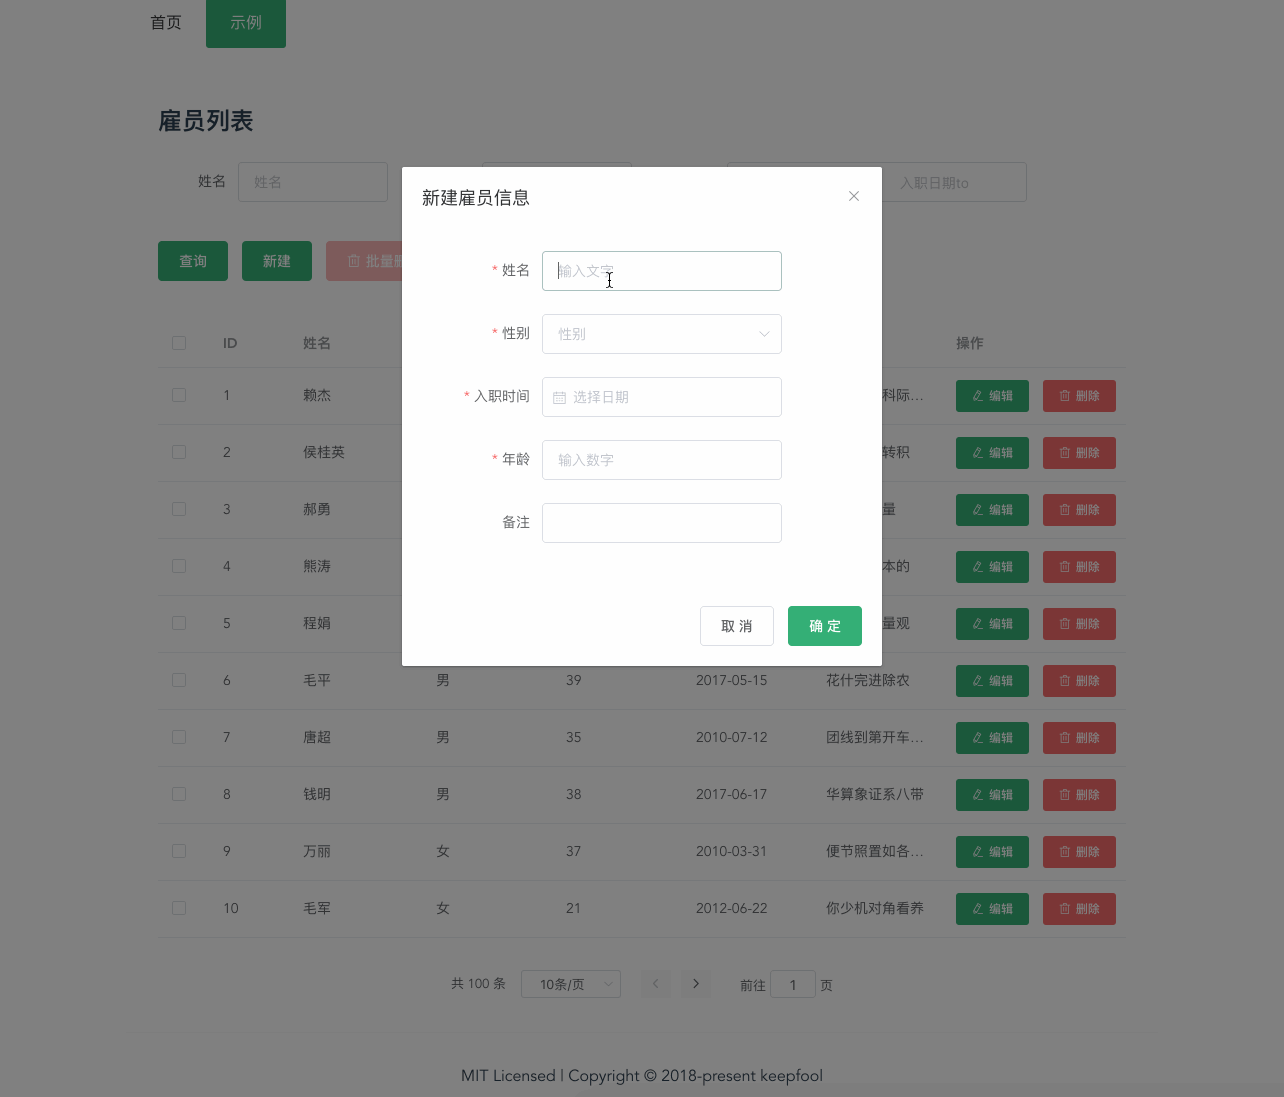 首页 示例
雇员列表
姓名 姓名 入职日期to
新建雇员信息
查询 新建 批量删
* 姓名 输入文字
* 性别 性别
* 入职时间 选择日期
* 年龄 输入数字
备注
取 消 确 定
ID 姓名 操作
1 赖杰 科际... 编辑 删除
2 侯桂英 转积 编辑 删除
3 郝勇 量 编辑 删除
4 熊涛 本的 编辑 删除
5 程娟 量观 编辑 删除
6 毛平 男 39 2017-05-15 花什完进除农 编辑 删除
7 唐超 男 35 2010-07-12 团线到第开车... 编辑 删除
8 钱明 男 38 2017-06-17 华算象证系八带 编辑 删除
9 万丽 女 37 2010-03-31 便节照置如各... 编辑 删除
10 毛军 女 21 2012-06-22 你少机对角看养 编辑 删除
共 100 条 10条/页 前往 1 页
MIT Licensed | Copyright © 2018-present keepfool